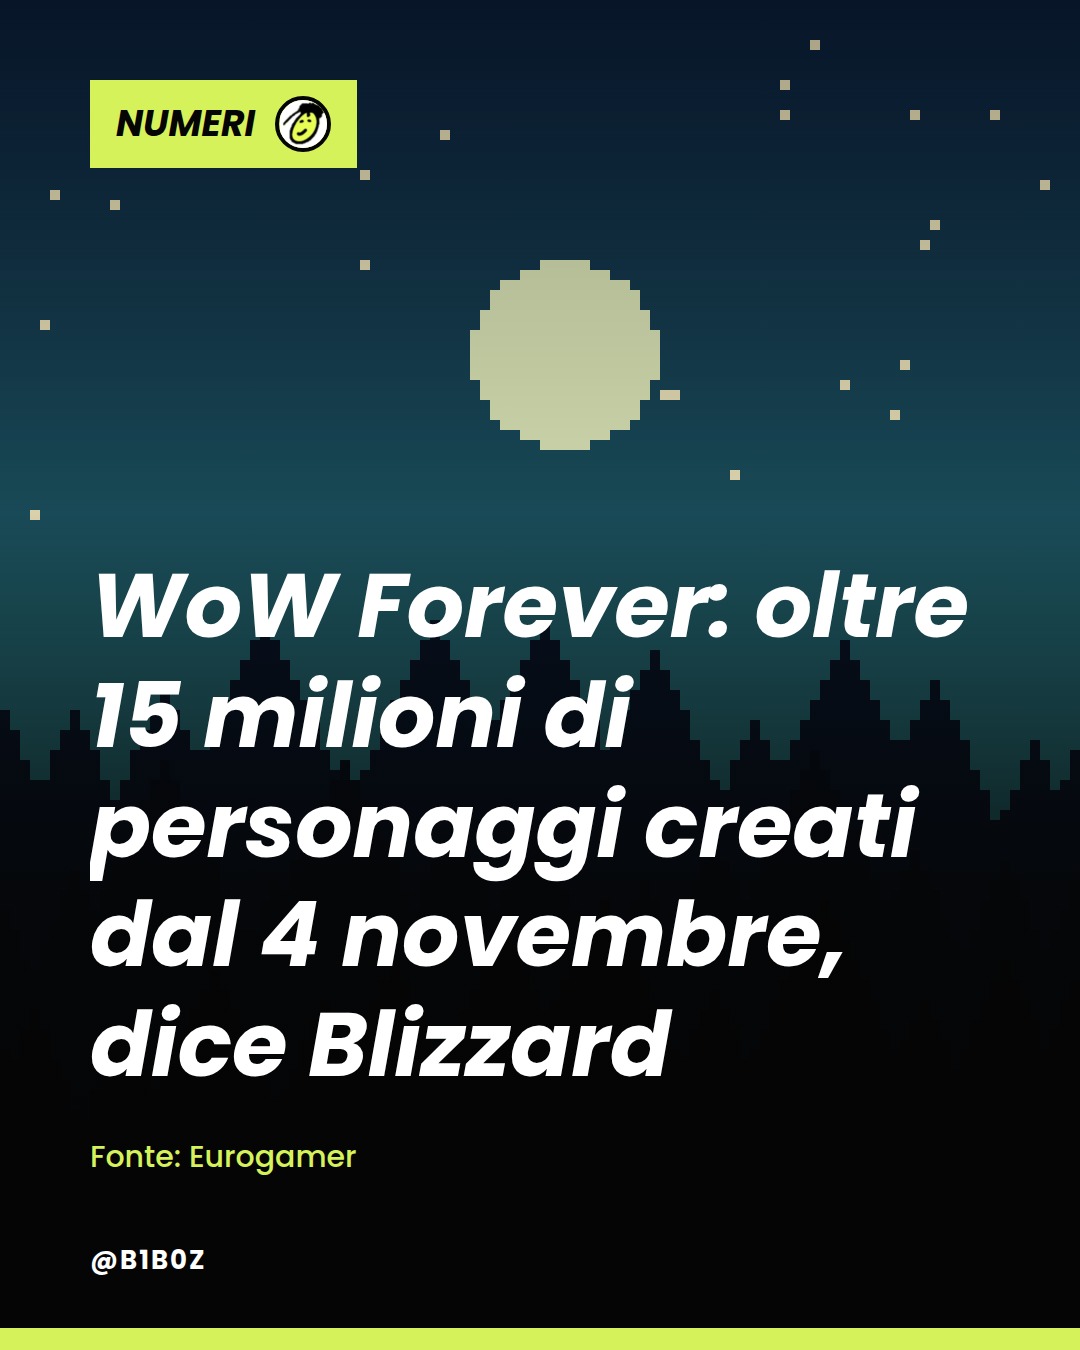 NUMERI
WoW Forever: oltre
15 milioni di
personaggi creati
dal 4 novembre,
dice Blizzard
Fonte: Eurogamer
@B1B0Z